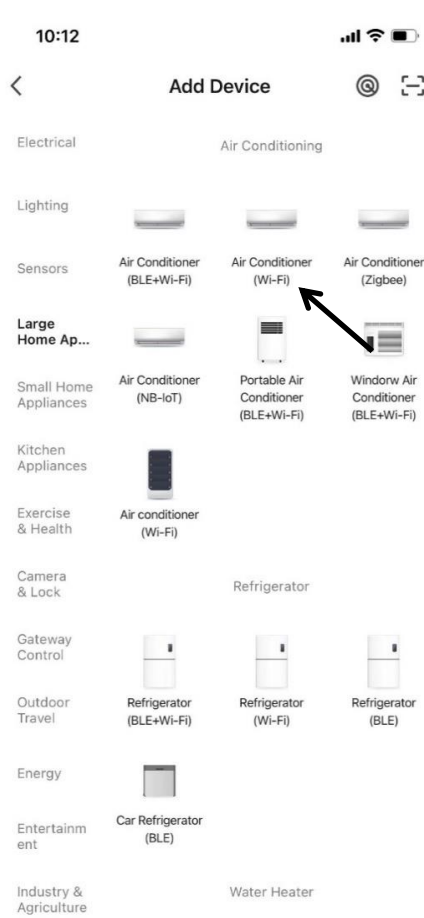 10:12
Add Device
Electrical
Lighting
Sensors
Large
Home Ap...
Small Home
Appliances
Kitchen
Appliances
Exercise
& Health
Camera
& Lock
Gateway
Control
Outdoor
Travel
Energy
Entertainm
ent
Industry &
Agriculture
Air Conditioning
Air Conditioner
(BLE+Wi-Fi)
Air Conditioner
(Wi-Fi)
Air Conditioner
(Zigbee)
Air Conditioner
(NB-IoT)
Portable Air
Conditioner
(BLE+Wi-Fi)
Windorw Air
Conditioner
(BLE+Wi-Fi)
Air conditioner
(Wi-Fi)
Refrigerator
Refrigerator
(BLE+Wi-Fi)
Refrigerator
(Wi-Fi)
Refrigerator
(BLE)
Car Refrigerator
(BLE)
Water Heater